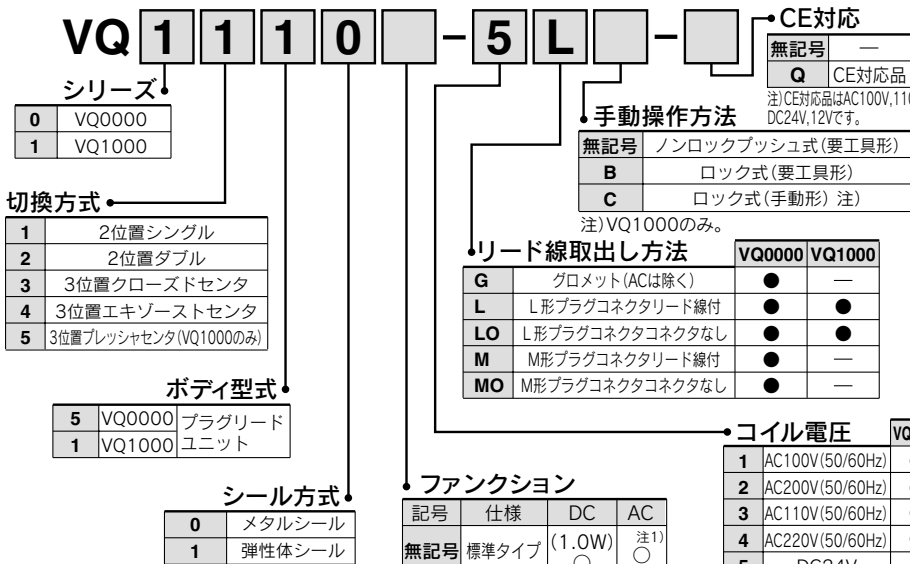 VQ 1 1 1 0 - 5 L -
CE対応
無記号 —
Q CE対応品
注)CE対応品はAC100V,110
DC24V,12Vです。
シリーズ
0 VQ0000
1 VQ1000
手動操作方法
無記号 ノンロックプッシュ式(要工具形)
B ロック式(要工具形)
C ロック式(手動形) 注)
注)VQ1000のみ。
切換方式
1 2位置シングル
2 2位置ダブル
3 3位置クローズドセンタ
4 3位置エキゾーストセンタ
5 3位置プレッシャセンタ(VQ1000のみ)
リード線取出し方法 VQ0000 VQ1000
G グロメット(ACは除く) ● —
L L形プラグコネクタリード線付 ● ●
LO L形プラグコネクタコネクタなし ● ●
M M形プラグコネクタリード線付 ● —
MO M形プラグコネクタコネクタなし ● —
ボディ型式
5 VQ0000 プラグリード
1 VQ1000 ユニット
コイル電圧 VQ
1 AC100V(50/60Hz)
2 AC200V(50/60Hz)
3 AC110V(50/60Hz)
4 AC220V(50/60Hz)
5 DC24V
シール方式
0 メタルシール
1 弾性体シール
ファンクション
記号 仕様 DC AC
無記号 標準タイプ (1.0W) ○ 注1) ○